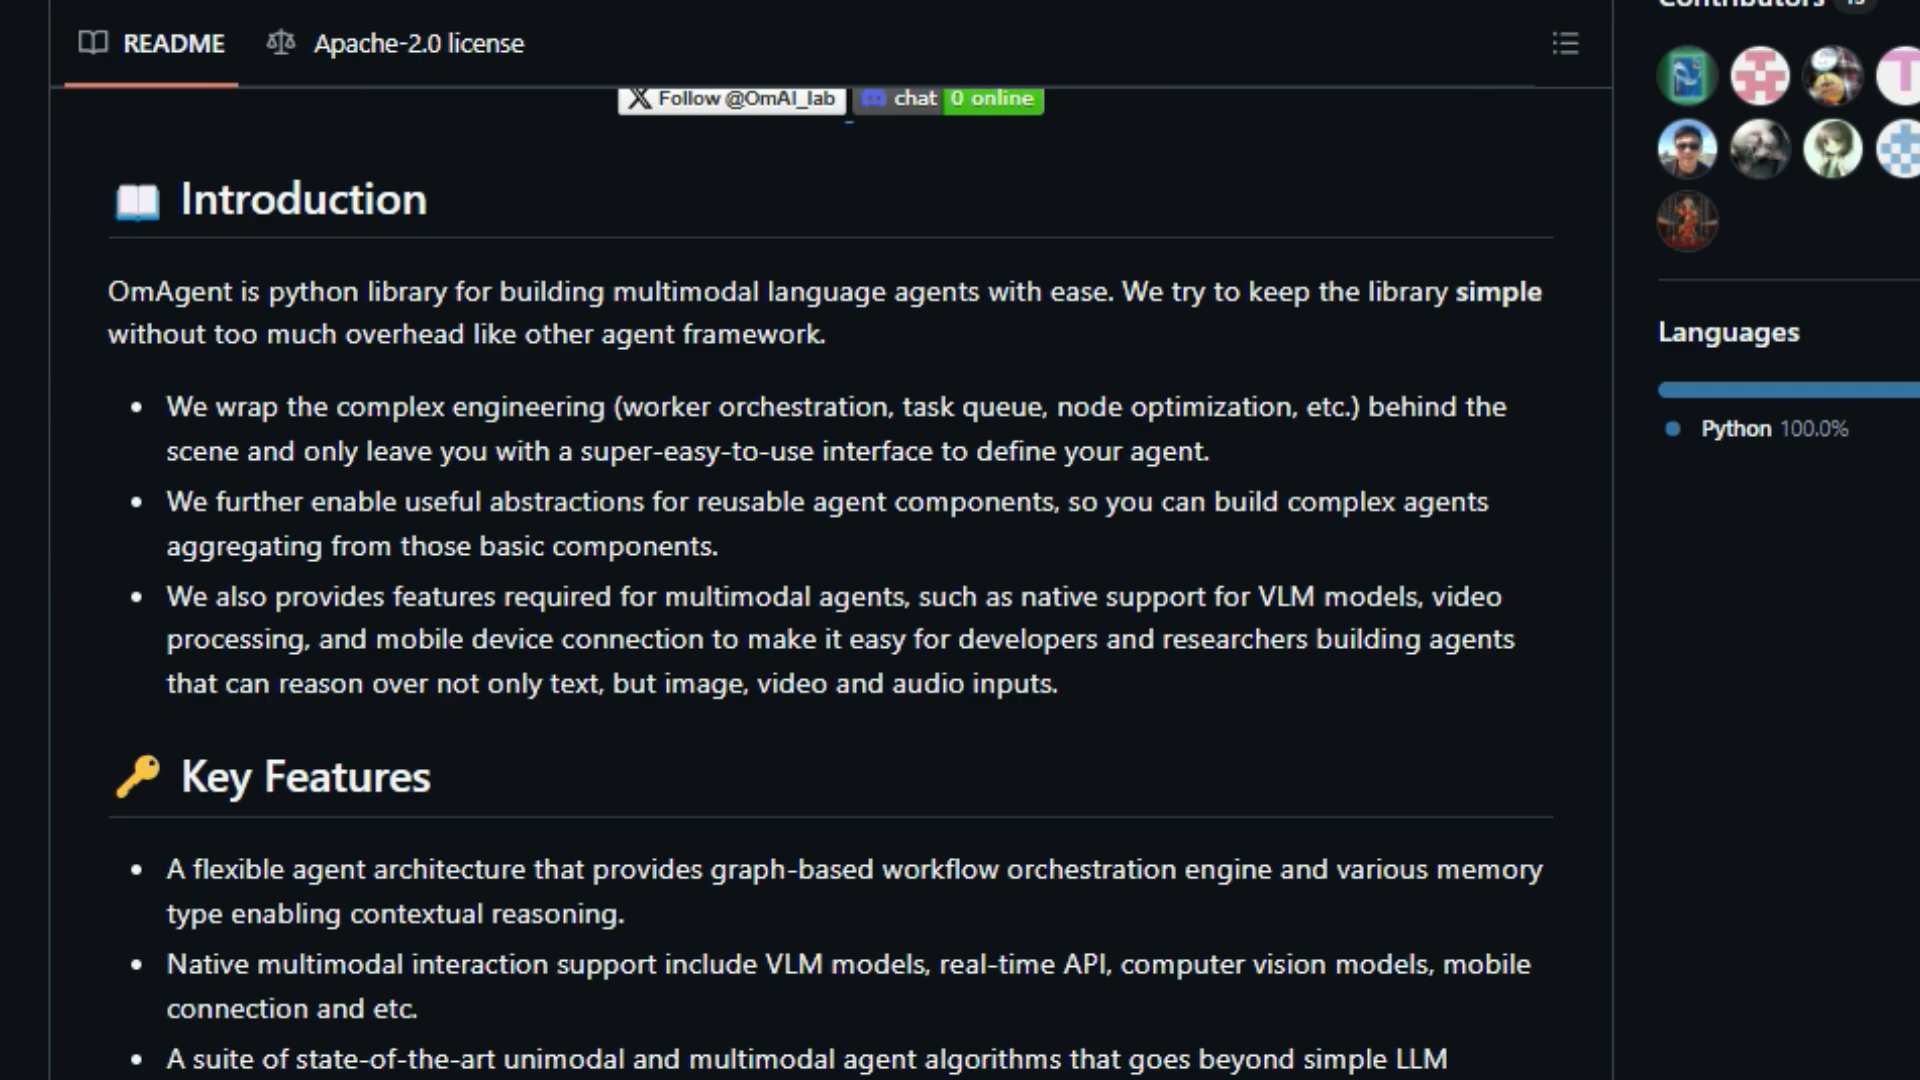 Contributors 13
README Apache-2.0 license
Follow @OmAI_lab chat 0 online
Introduction
OmAgent is python library for building multimodal language agents with ease. We try to keep the library simple
without too much overhead like other agent framework.
We wrap the complex engineering (worker orchestration, task queue, node optimization, etc.) behind the
scene and only leave you with a super-easy-to-use interface to define your agent.
We further enable useful abstractions for reusable agent components, so you can build complex agents
aggregating from those basic components.
We also provides features required for multimodal agents, such as native support for VLM models, video
processing, and mobile device connection to make it easy for developers and researchers building agents
that can reason over not only text, but image, video and audio inputs.
Key Features
A flexible agent architecture that provides graph-based workflow orchestration engine and various memory
type enabling contextual reasoning.
Native multimodal interaction support include VLM models, real-time API, computer vision models, mobile
connection and etc.
A suite of state-of-the-art unimodal and multimodal agent algorithms that goes beyond simple LLM
Languages
Python 100.0%